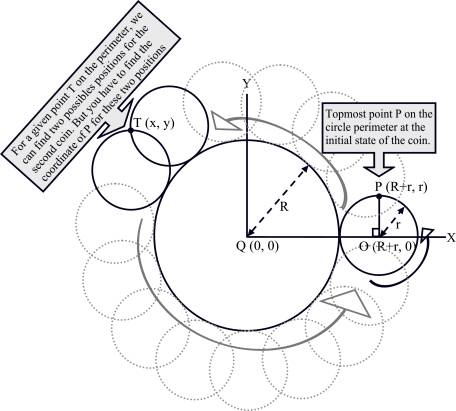 For a given point T on the perimeter, we
can find two possibles positions for the
second coin. But you have to find the
coordinate of P for these two positions
T (x, y)
Y
Topmost point P on the
circle perimeter at the
initial state of the coin.
P (R+r, r)
R
r
Q (0, 0)
O (R+r, 0)
X